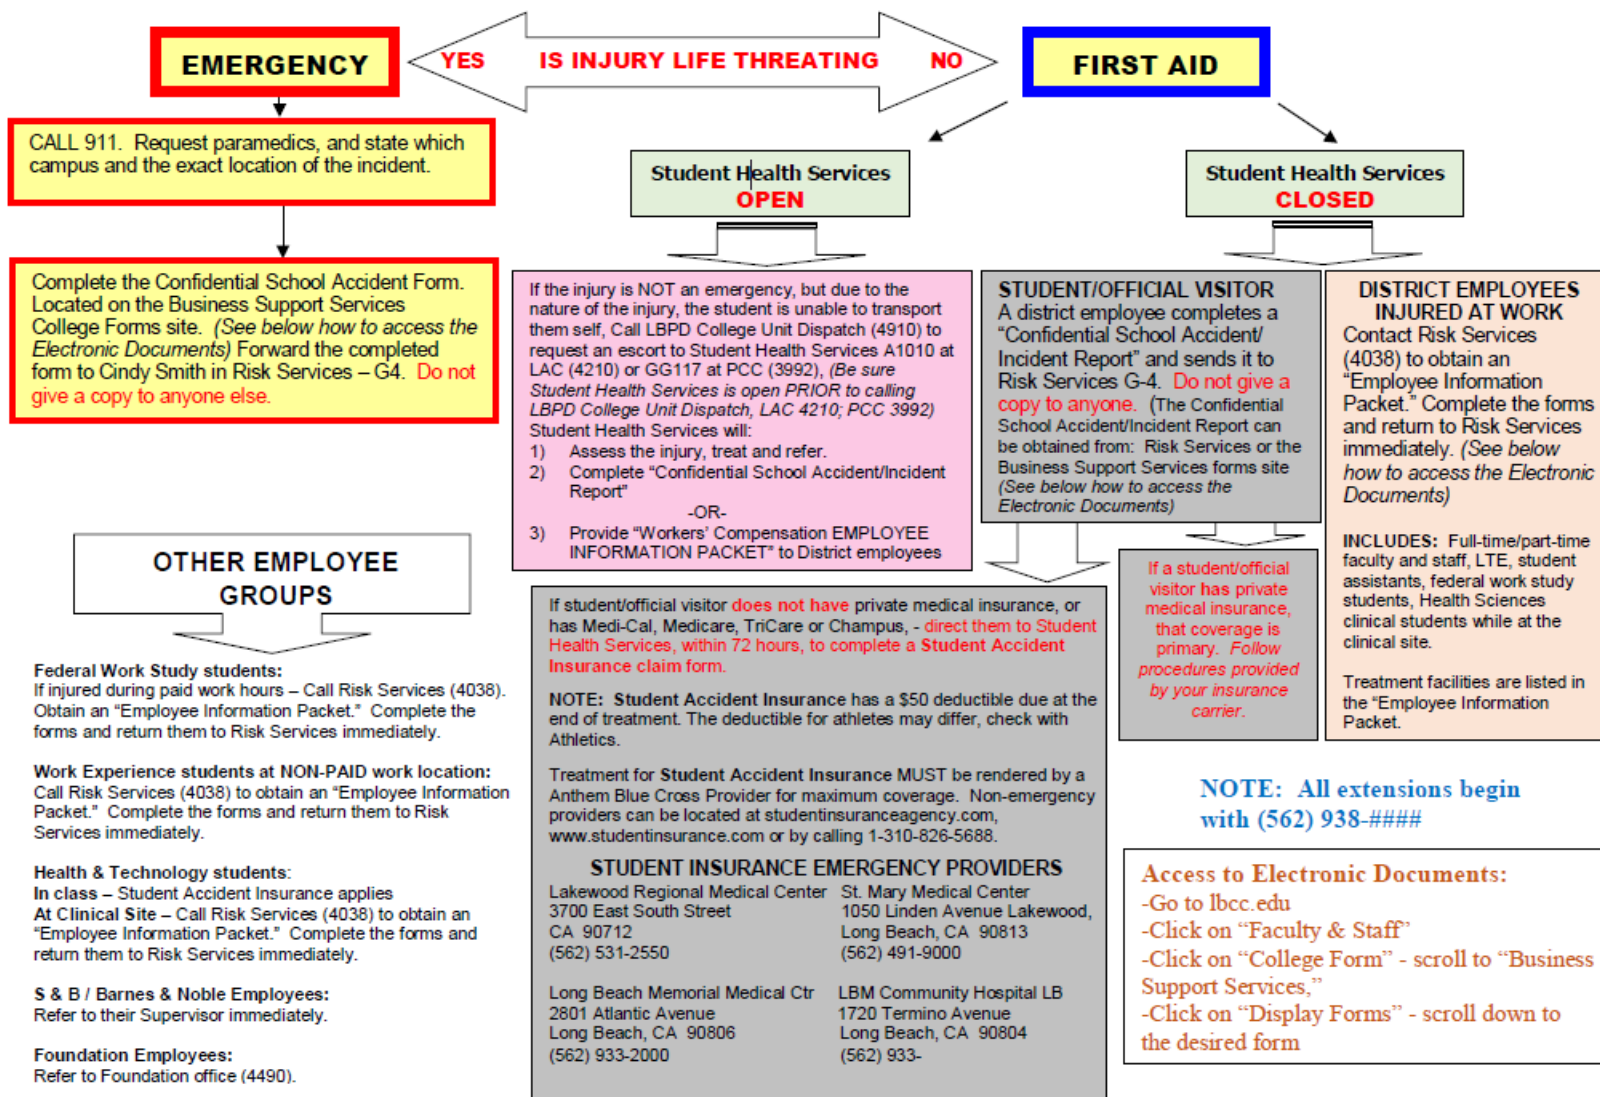 EMERGENCY
YES IS INJURY LIFE THREATING NO
FIRST AID
CALL 911. Request paramedics, and state which
campus and the exact location of the incident.
Complete the Confidential School Accident Form.
Located on the Business Support Services
College Forms site. (See below how to access the
Electronic Documents) Forward the completed
form to Cindy Smith in Risk Services – G4. Do not
give a copy to anyone else.
Student Health Services
OPEN
Student Health Services
CLOSED
If the injury is NOT an emergency, but due to the
nature of the injury, the student is unable to transport
them self, Call LBPD College Unit Dispatch (4910) to
request an escort to Student Health Services A1010 at
LAC (4210) or GG117 at PCC (3992), (Be sure
Student Health Services is open PRIOR to calling
LBPD College Unit Dispatch, LAC 4210; PCC 3992)
Student Health Services will:
1) Assess the injury, treat and refer.
2) Complete “Confidential School Accident/Incident
Report”
-OR-
3) Provide “Workers’ Compensation EMPLOYEE
INFORMATION PACKET” to District employees
STUDENT/OFFICIAL VISITOR
A district employee completes a
“Confidential School Accident/
Incident Report” and sends it to
Risk Services G-4. Do not give a
copy to anyone. (The Confidential
School Accident/Incident Report can
be obtained from: Risk Services or the
Business Support Services forms site
(See below how to access the
Electronic Documents)
DISTRICT EMPLOYEES
INJURED AT WORK
Contact Risk Services
(4038) to obtain an
“Employee Information
Packet.” Complete the forms
and return to Risk Services
immediately. (See below
how to access the Electronic
Documents)
INCLUDES: Full-time/part-time
faculty and staff, LTE, student
assistants, federal work study
students, Health Sciences
clinical students while at the
clinical site.
Treatment facilities are listed in
the “Employee Information
Packet.
OTHER EMPLOYEE
GROUPS
Federal Work Study students:
If injured during paid work hours – Call Risk Services (4038).
Obtain an “Employee Information Packet.” Complete the
forms and return them to Risk Services immediately.
Work Experience students at NON-PAID work location:
Call Risk Services (4038) to obtain an “Employee Information
Packet.” Complete the forms and return them to Risk
Services immediately.
Health & Technology students:
In class – Student Accident Insurance applies
At Clinical Site – Call Risk Services (4038) to obtain an
“Employee Information Packet.” Complete the forms and
return them to Risk Services immediately.
S & B / Barnes & Noble Employees:
Refer to their Supervisor immediately.
Foundation Employees:
Refer to Foundation office (4490).
If student/official visitor does not have private medical insurance, or
has Medi-Cal, Medicare, TriCare or Champus, - direct them to Student
Health Services, within 72 hours, to complete a Student Accident
Insurance claim form.
NOTE: Student Accident Insurance has a $50 deductible due at the
end of treatment. The deductible for athletes may differ, check with
Athletics.
Treatment for Student Accident Insurance MUST be rendered by a
Anthem Blue Cross Provider for maximum coverage. Non-emergency
providers can be located at studentinsuranceagency.com,
www.studentinsurance.com or by calling 1-310-826-5688.
STUDENT INSURANCE EMERGENCY PROVIDERS
Lakewood Regional Medical Center
3700 East South Street
CA 90712
(562) 531-2550
St. Mary Medical Center
1050 Linden Avenue Lakewood,
Long Beach, CA 90813
(562) 491-9000
Long Beach Memorial Medical Ctr
2801 Atlantic Avenue
Long Beach, CA 90806
(562) 933-2000
LBM Community Hospital LB
1720 Termino Avenue
Long Beach, CA 90804
(562) 933-
If a student/official
visitor has private
medical insurance,
that coverage is
primary. Follow
procedures provided
by your insurance
carrier.
NOTE: All extensions begin
with (562) 938-####
Access to Electronic Documents:
-Go to lbcc.edu
-Click on “Faculty & Staff”
-Click on “College Form” - scroll to “Business
Support Services,”
-Click on “Display Forms” - scroll down to
the desired form